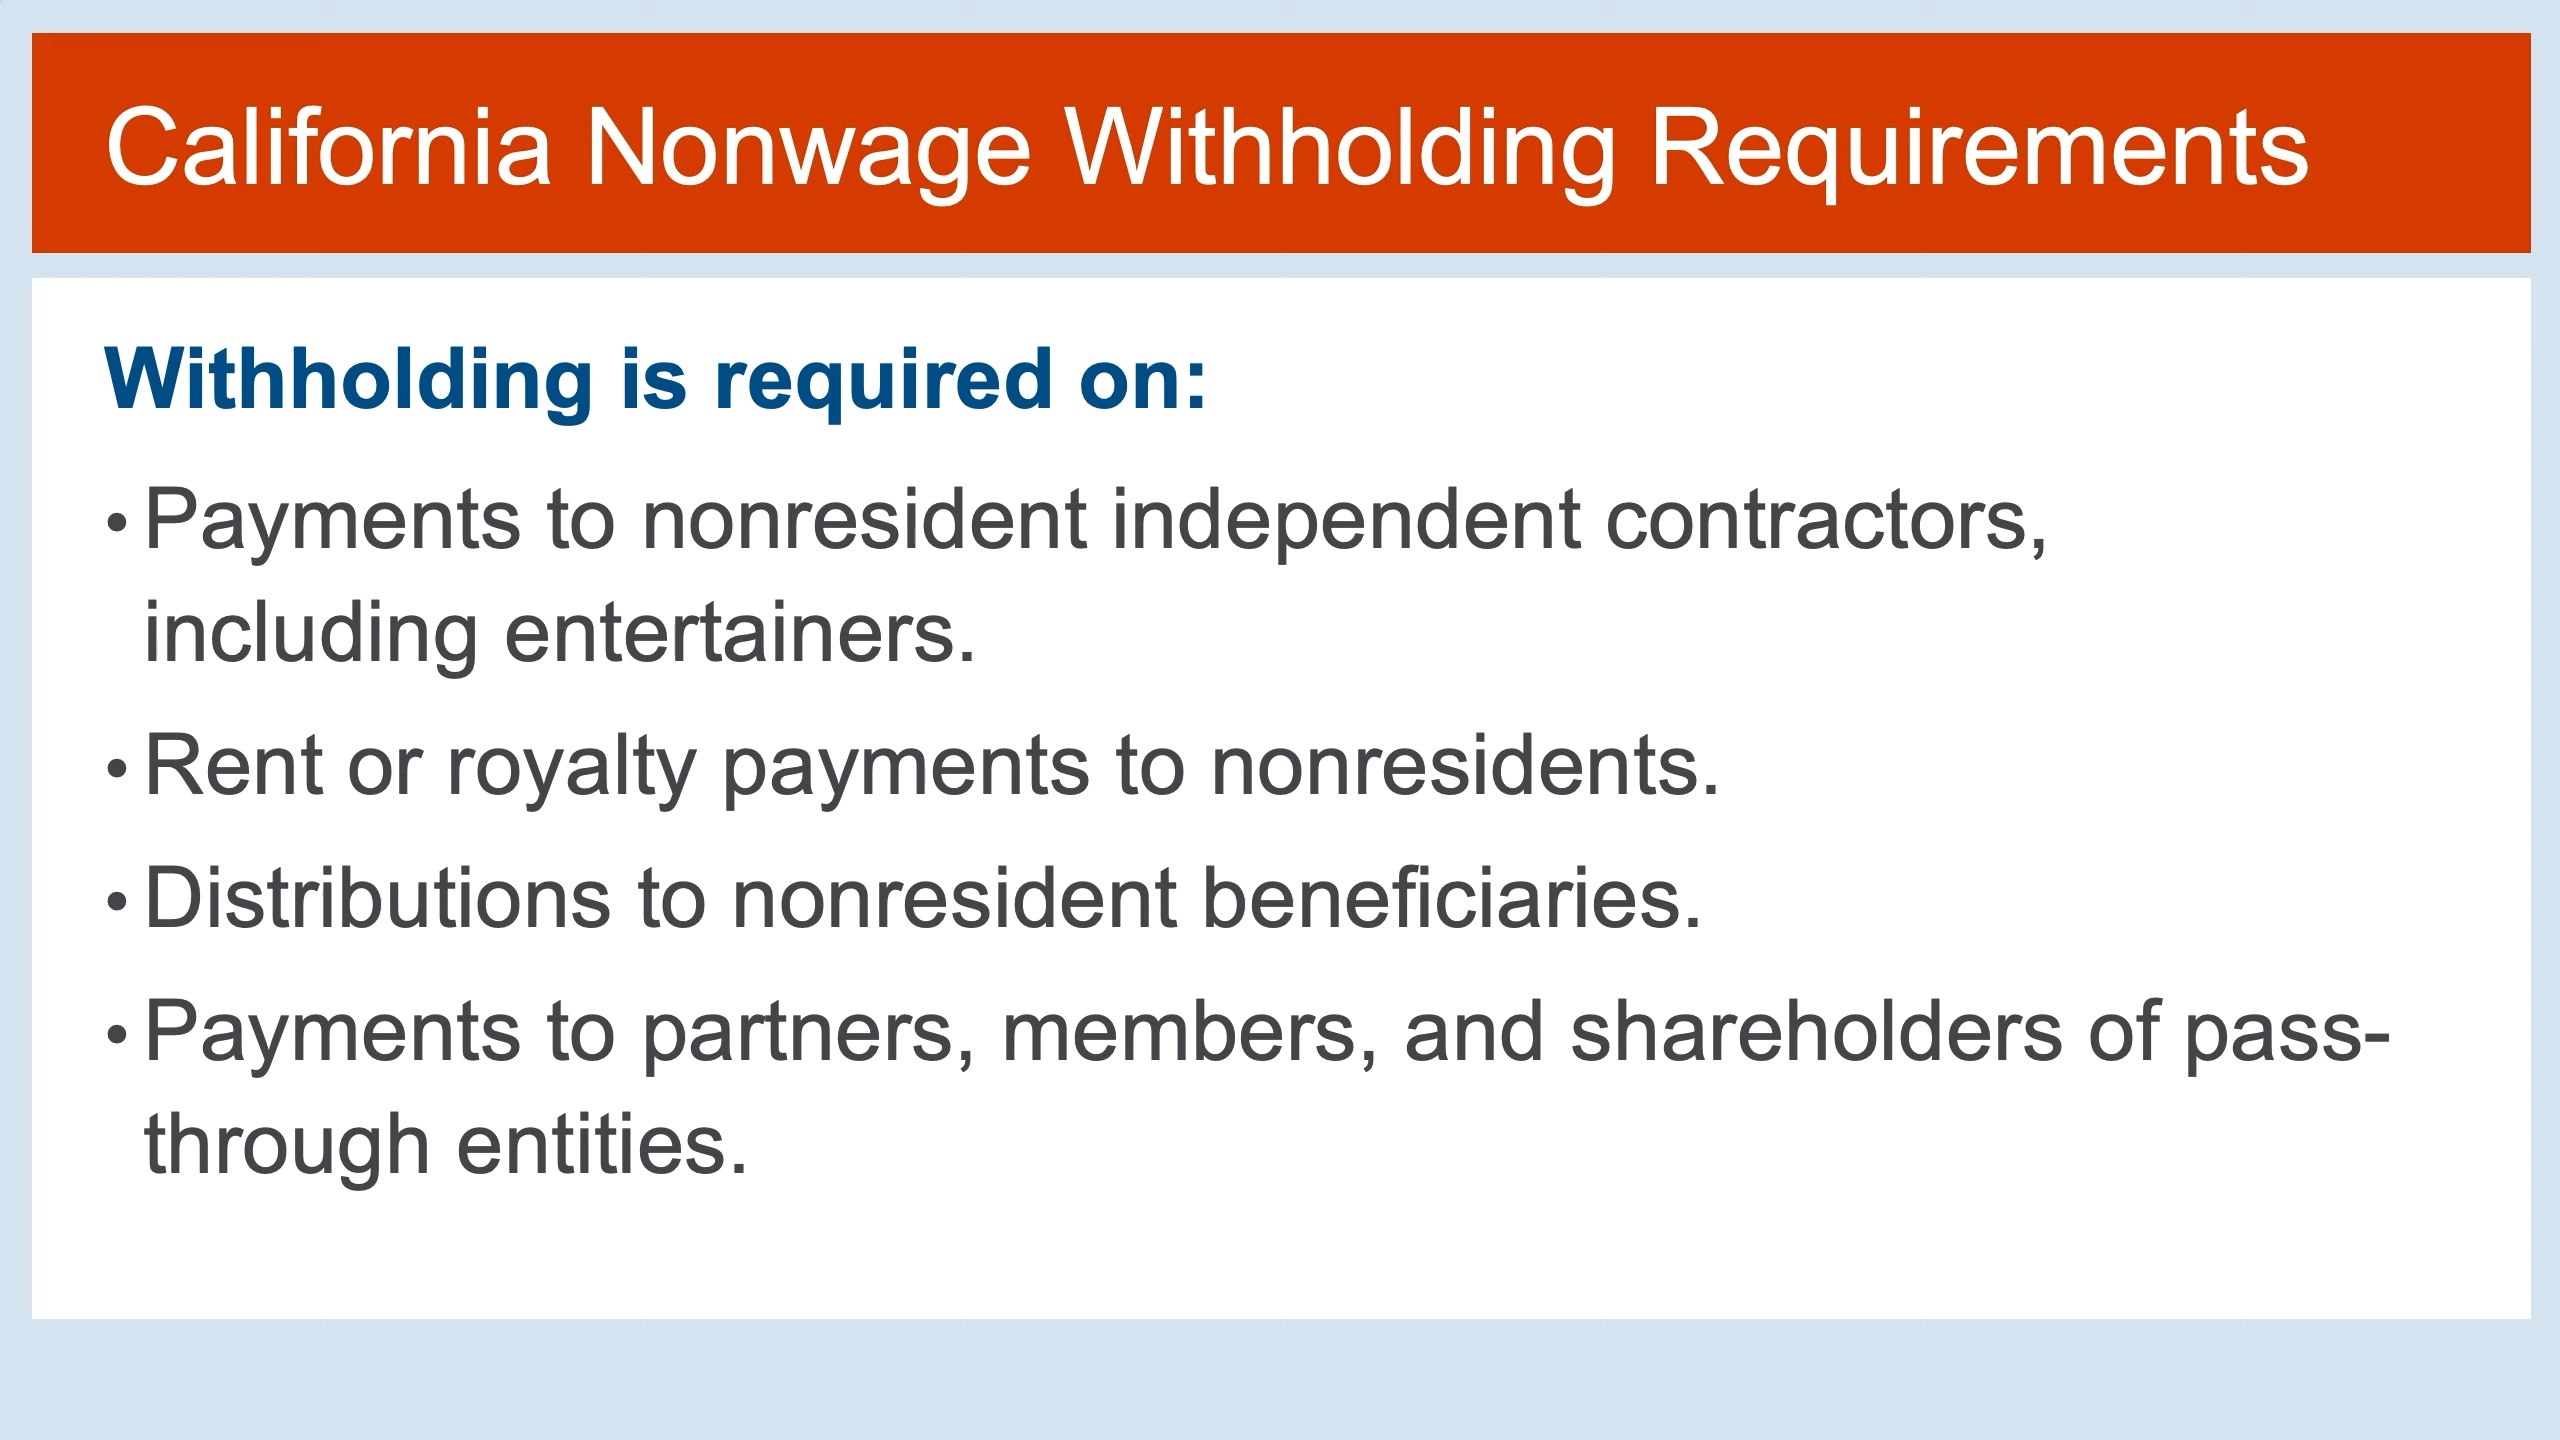 California Nonwage Withholding Requirements
Withholding is required on:
• Payments to nonresident independent contractors,
including entertainers.
• Rent or royalty payments to nonresidents.
• Distributions to nonresident beneficiaries.
• Payments to partners, members, and shareholders of pass-
through entities.